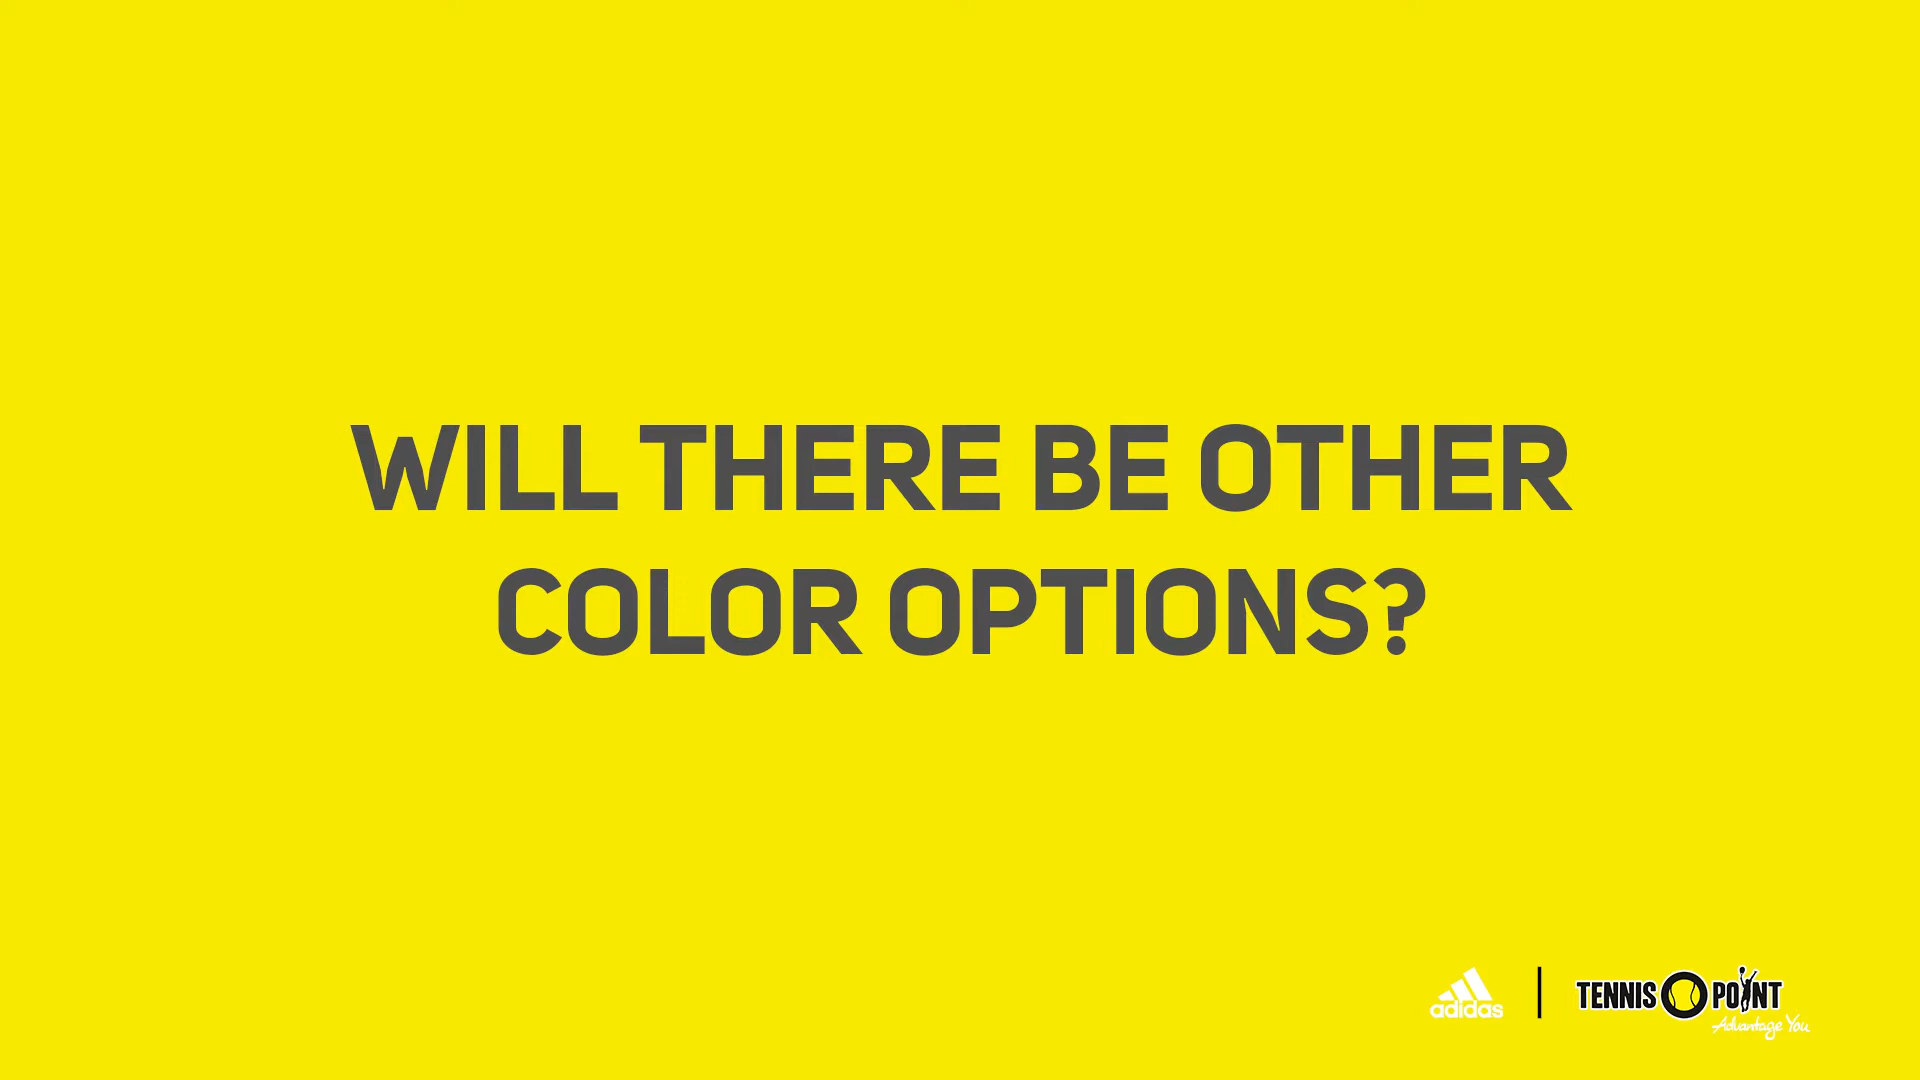 WILL THERE BE OTHER
COLOR OPTIONS?
adidas
TENNIS POINT
Advantage You